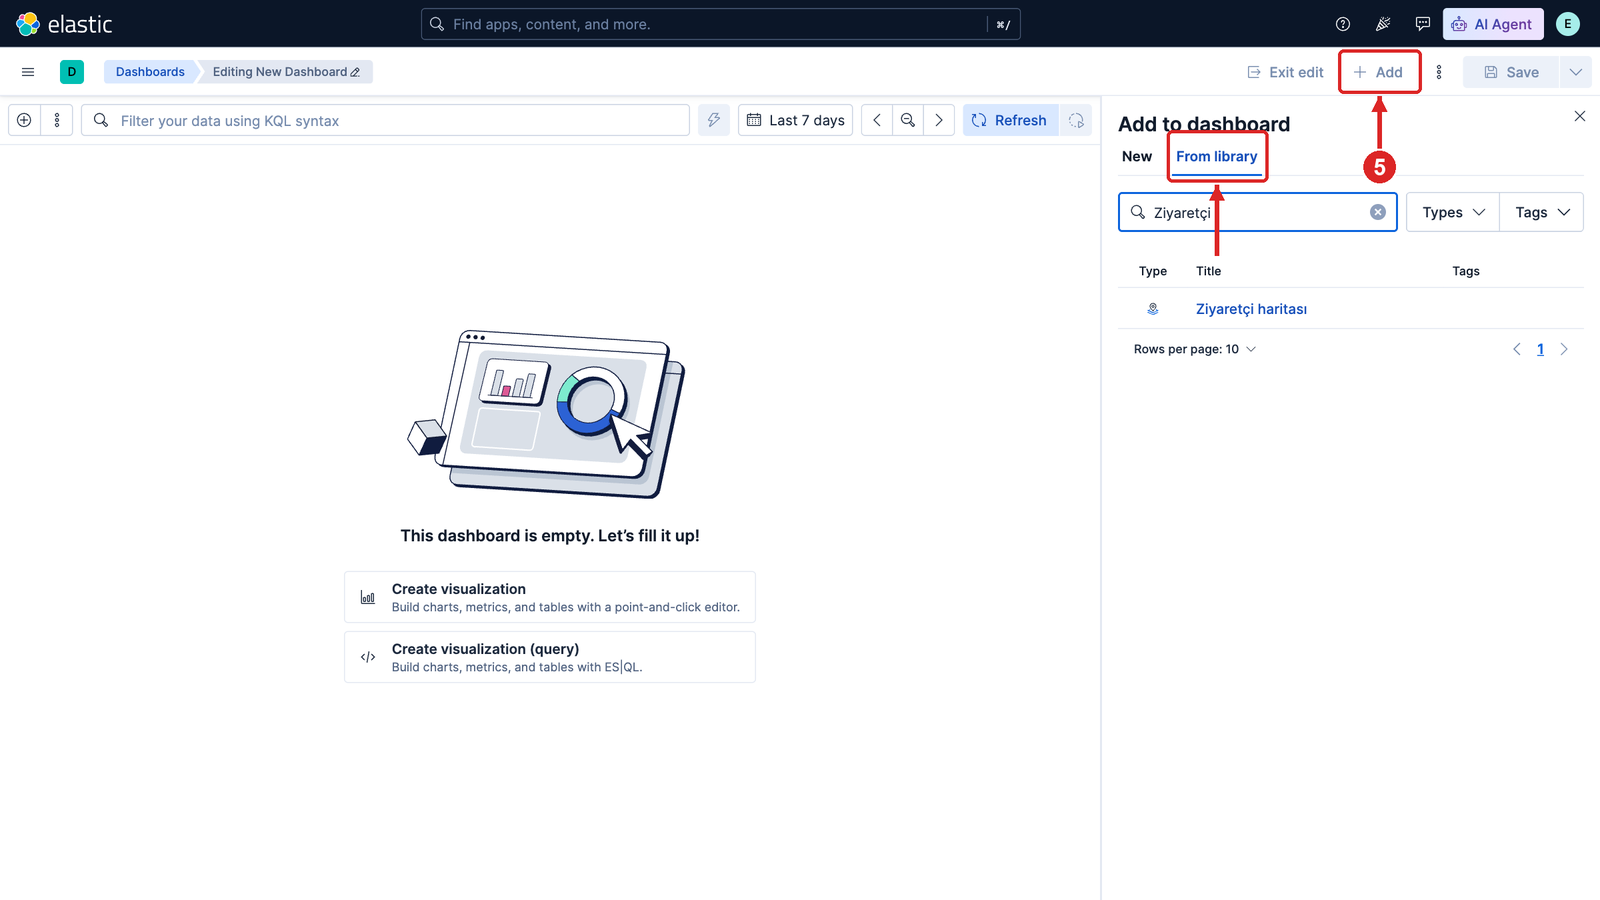 elastic
Find apps, content, and more.
⌘/
AI Agent
E
D
Dashboards
Editing New Dashboard
Exit edit
Add
Save
Filter your data using KQL syntax
Last 7 days
Refresh
Add to dashboard
5
New
From library
Ziyaretçi
Types
Tags
Type
Title
Tags
Ziyaretçi haritası
Rows per page: 10
1
This dashboard is empty. Let’s fill it up!
Create visualization
Build charts, metrics, and tables with a point-and-click editor.
Create visualization (query)
Build charts, metrics, and tables with ES|QL.